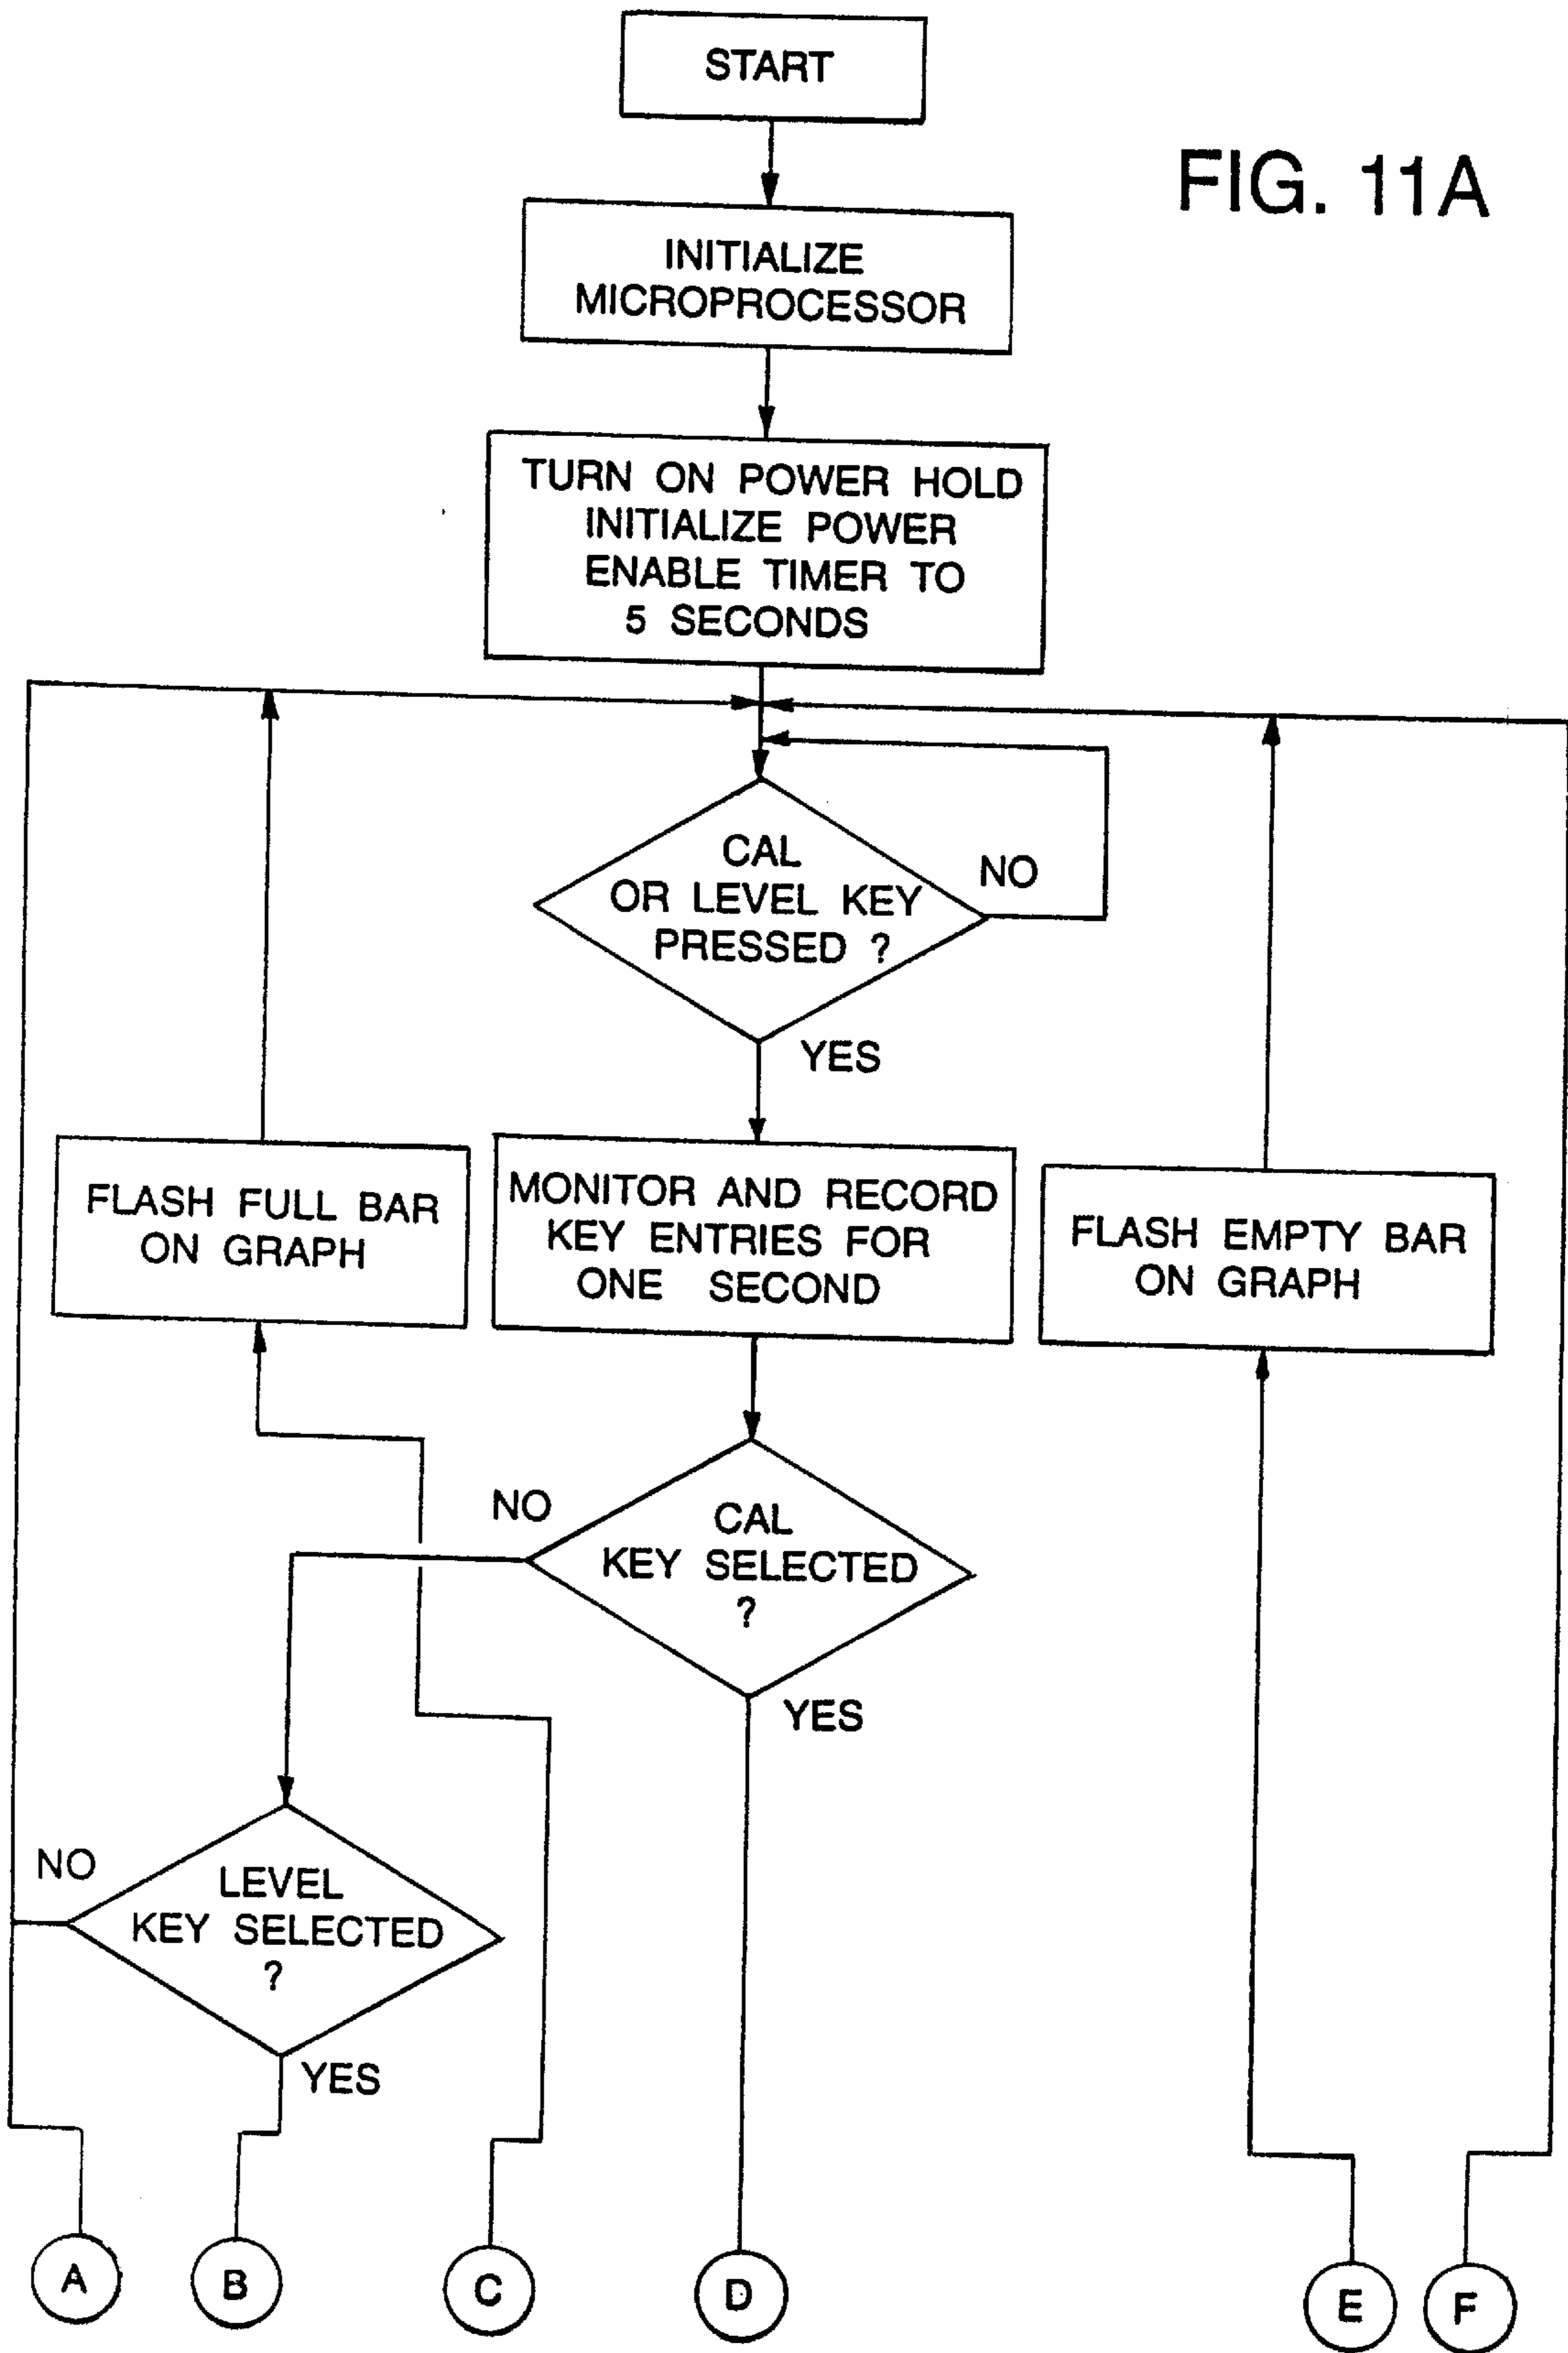 START
FIG. 11A
INITIALIZE
MICROPROCESSOR
TURN ON POWER HOLD
INITIALIZE POWER
ENABLE TIMER TO
5 SECONDS
CAL
OR LEVEL KEY
PRESSED ?
NO
YES
FLASH FULL BAR
ON GRAPH
MONITOR AND RECORD
KEY ENTRIES FOR
ONE SECOND
FLASH EMPTY BAR
ON GRAPH
NO
CAL
KEY SELECTED
?
YES
NO
LEVEL
KEY SELECTED
?
YES
A
B
C
D
E
F